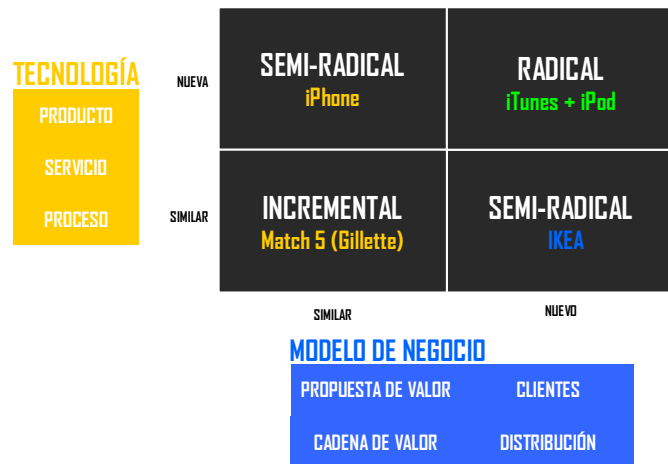 TECNOLOGÍA
PRODUCTO
SERVICIO
PROCESO
NUEVA
SEMI-RADICAL
iPhone
RADICAL
iTunes + iPod
SIMILAR
INCREMENTAL
Match 5 (Gillette)
SEMI-RADICAL
IKEA
SIMILAR
NUEVO
MODELO DE NEGOCIO
PROPUESTA DE VALOR
CLIENTES
CADENA DE VALOR
DISTRIBUCIÓN